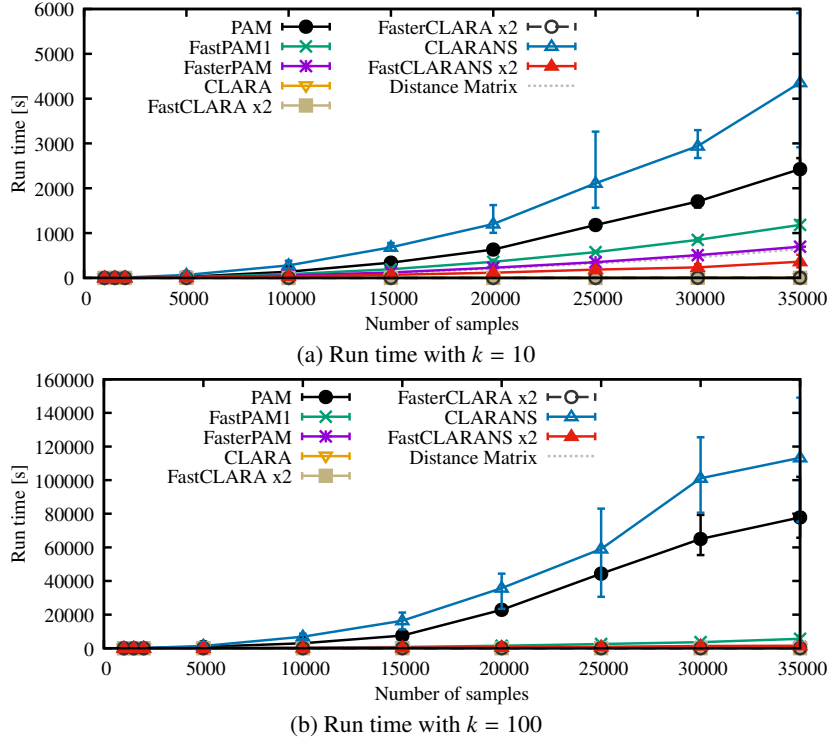 6000
5000
4000
3000
2000
1000
0
Run time [s]
PAM
FastPAM1
FasterPAM
CLARA
FastCLARA x2
FasterCLARA x2
CLARANS
FastCLARANS x2
Distance Matrix
0 5000 10000 15000 20000 25000 30000 35000
Number of samples
(a) Run time with k = 10
160000
140000
120000
100000
80000
60000
40000
20000
0
Run time [s]
PAM
FastPAM1
FasterPAM
CLARA
FastCLARA x2
FasterCLARA x2
CLARANS
FastCLARANS x2
Distance Matrix
0 5000 10000 15000 20000 25000 30000 35000
Number of samples
(b) Run time with k = 100